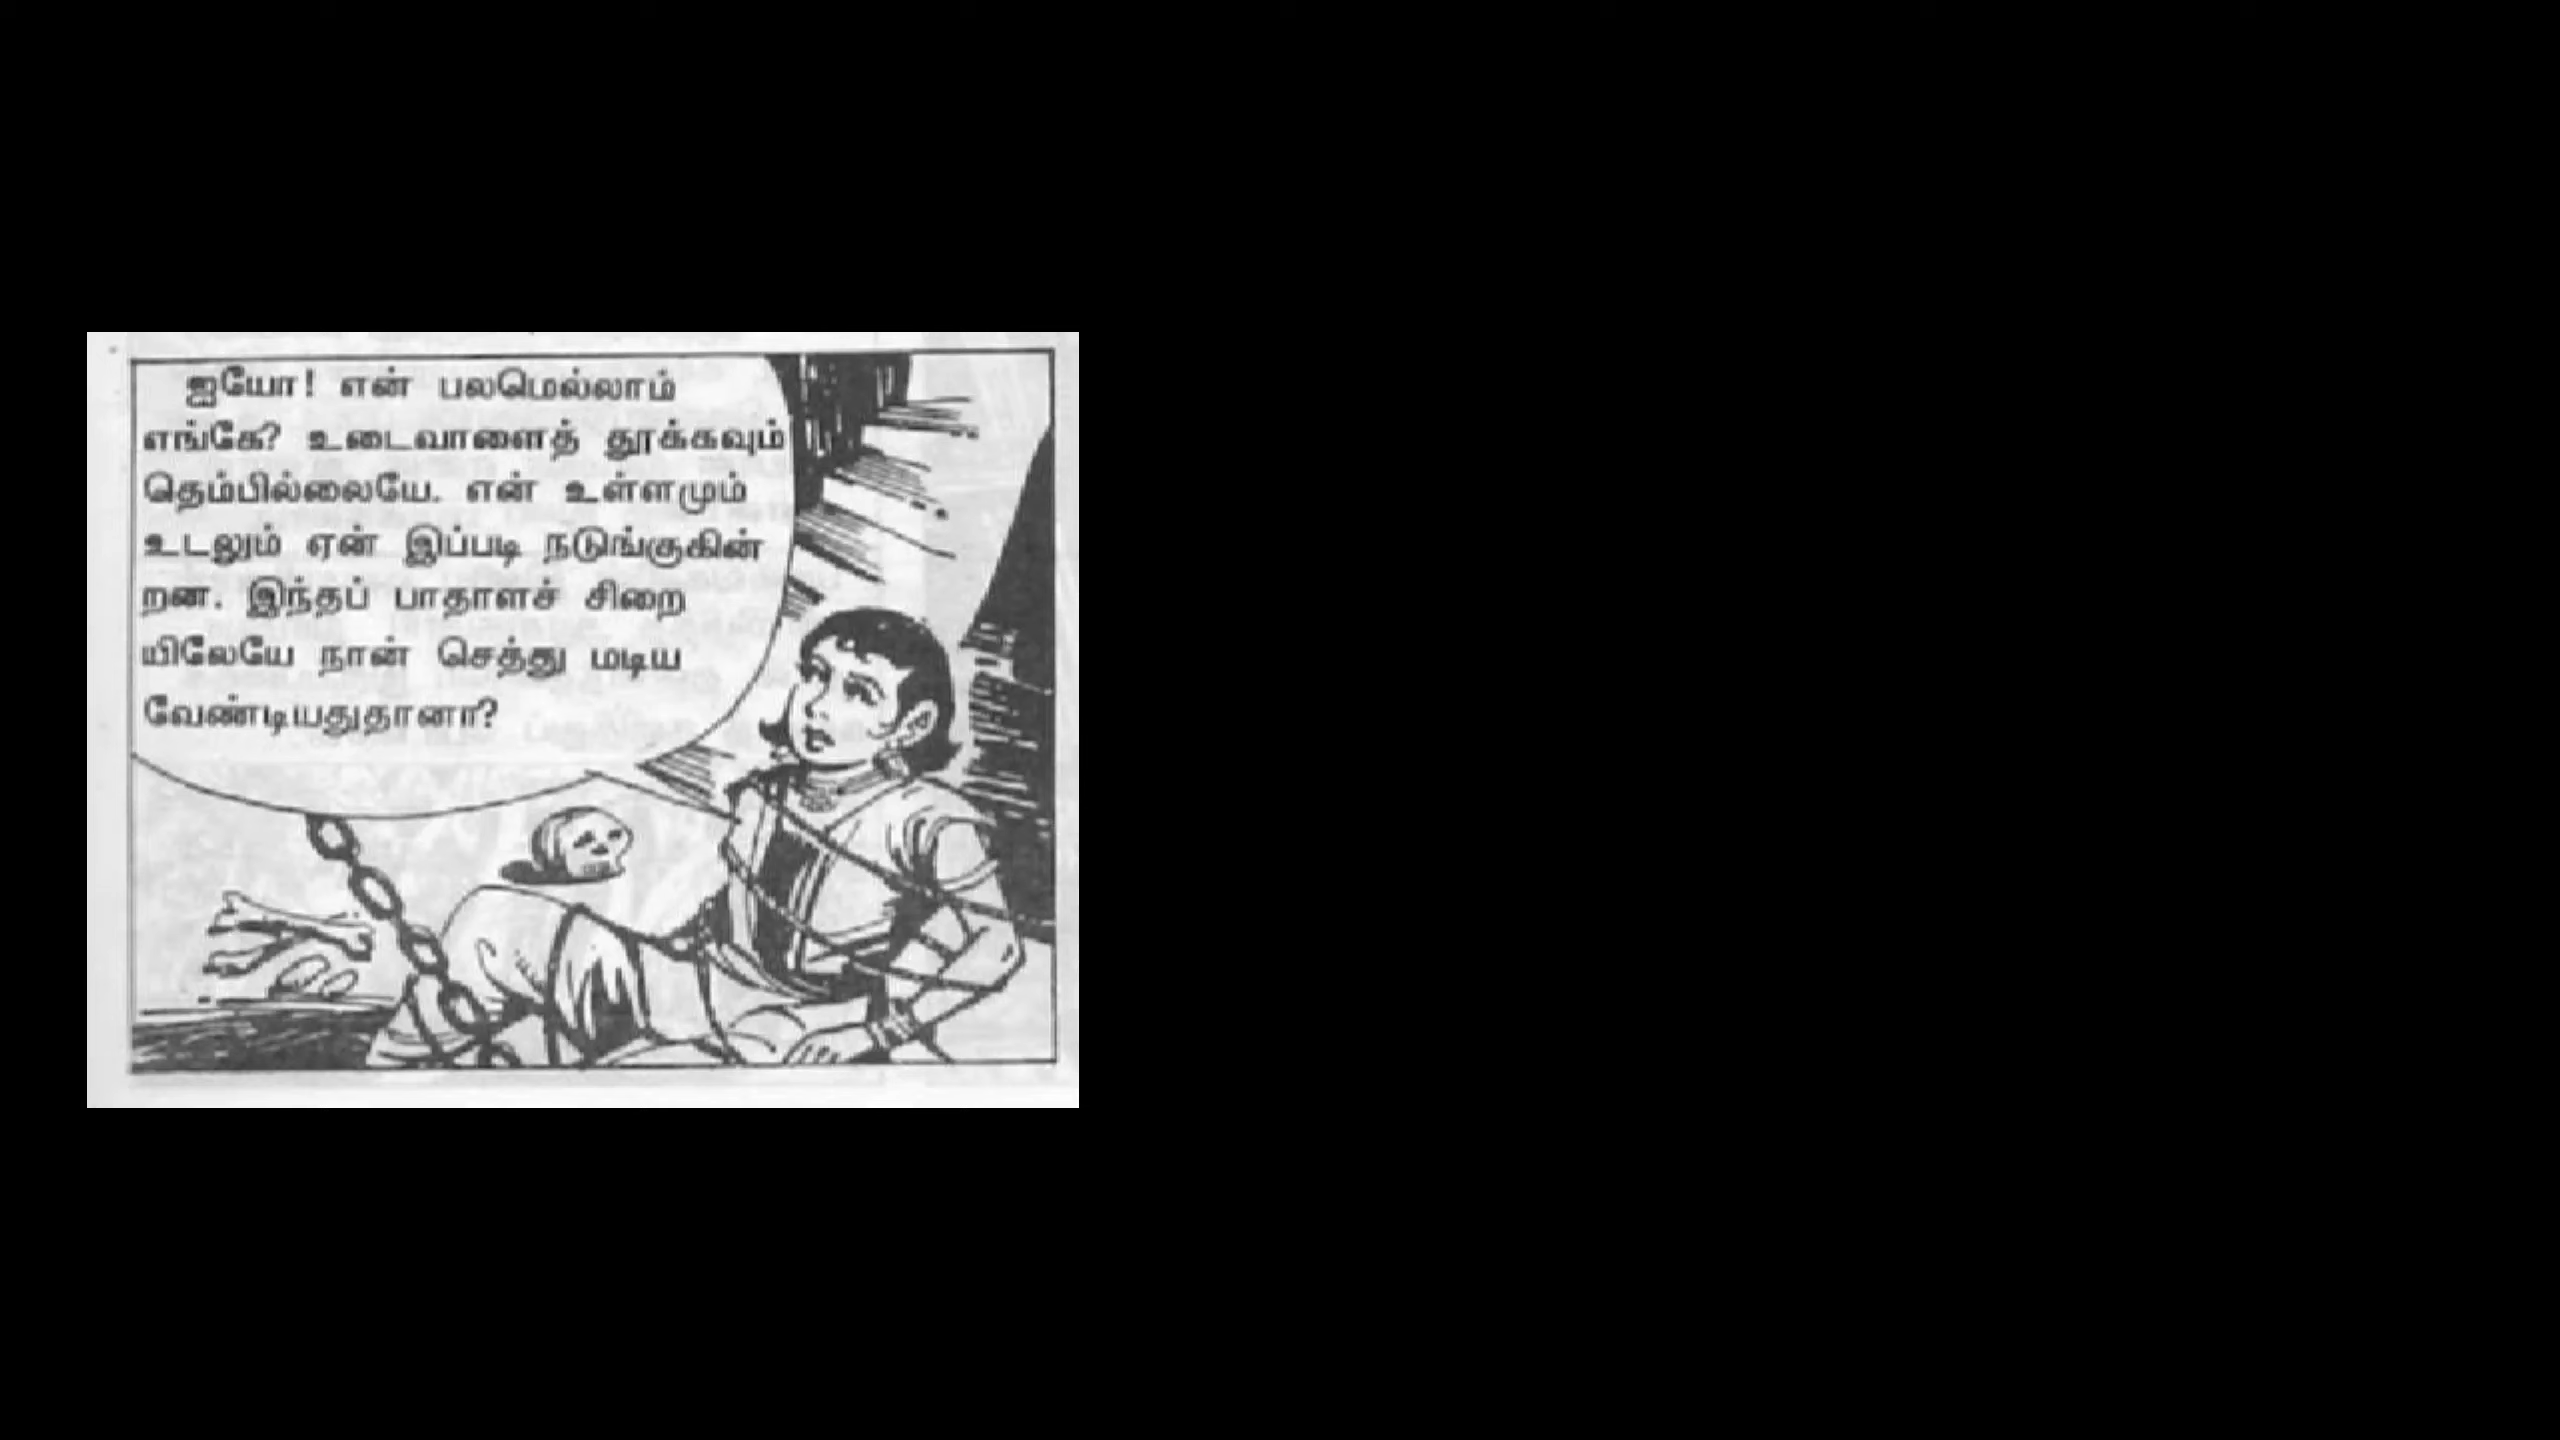 ஐயோ! என் பலமெல்லாம்
எங்கே? உடைவாளைத் தூக்கவும்
தெம்பில்லையே. என் உள்ளமும்
உடலும் ஏன் இப்படி நடுங்குகின்
றன. இந்தப் பாதாளச் சிறை
யிலேயே நான் செத்து மடிய
வேண்டியதுதானா?